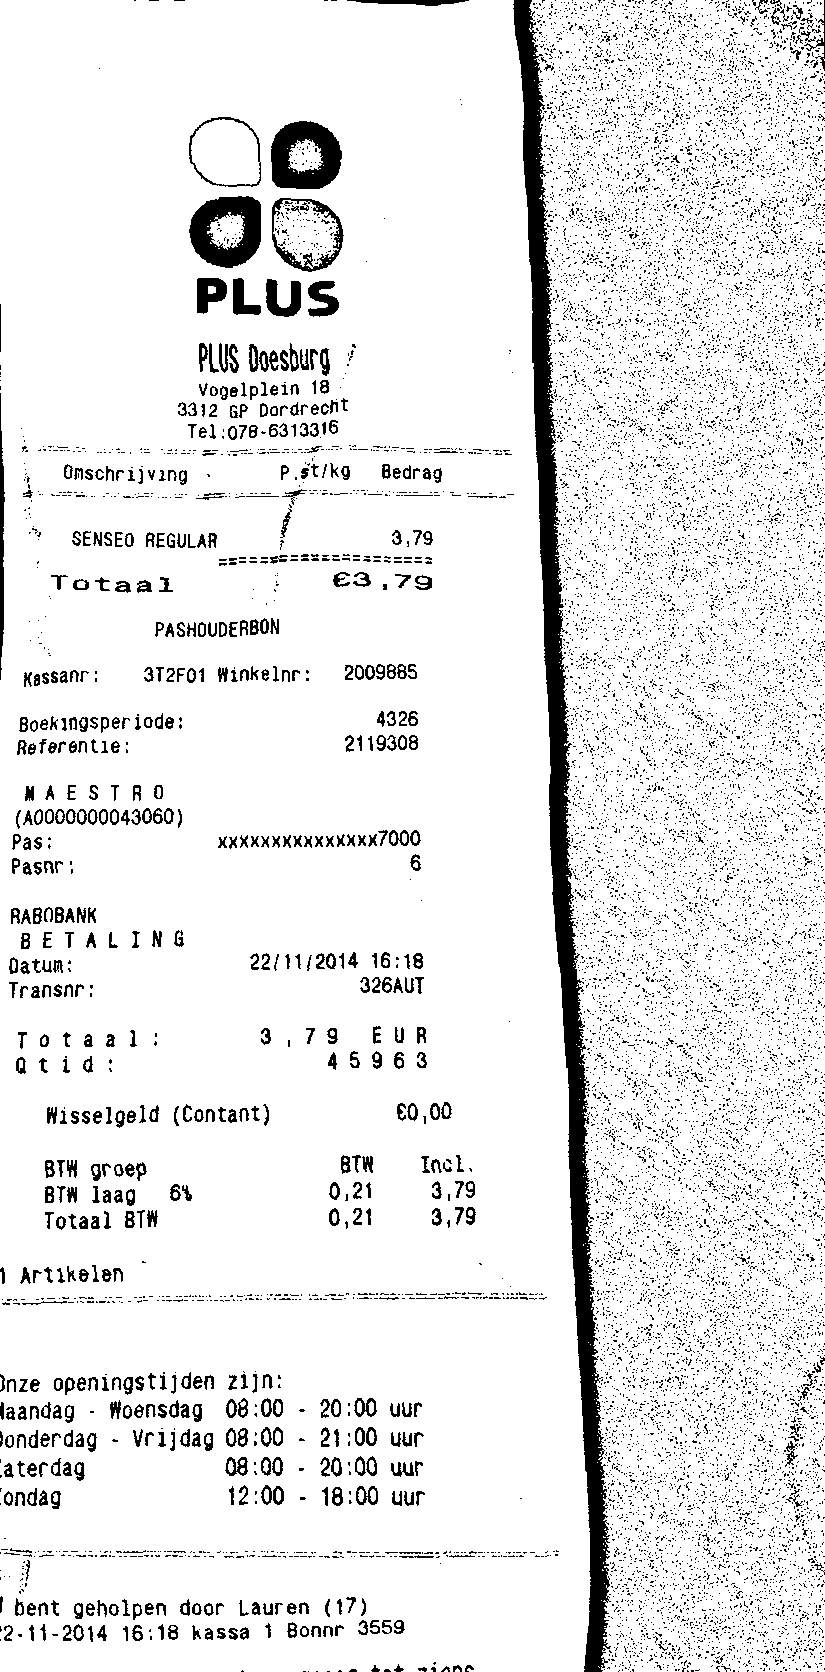 PLUS
PLUS Doesburg
Vogelplein 18
3312 GP Dordrecht
Tel:078-6313316
Omschrijving P.st/kg Bedrag
SENSEO REGULAR 3,79
======================
Totaal €3,79
PASHOUDERBON
Kassanr: 3T2F01 Winkelnr: 2009885
Boekingsperiode: 4326
Referentie: 2119308
MAESTRO
(A0000000043060)
Pas: xxxxxxxxxxxxxxx7000
Pasnr: 6
RABOBANK
BETALING
Datum: 22/11/2014 16:18
Transnr: 326AUT
Totaal: 3,79 EUR
Qtid: 45963
Wisselgeld (Contant) €0,00
BTW groep BTW Incl.
BTW laag 6% 0,21 3,79
Totaal BTW 0,21 3,79
1 Artikelen
Onze openingstijden zijn:
Maandag - Woensdag 08:00 - 20:00 uur
Donderdag - Vrijdag 08:00 - 21:00 uur
Zaterdag 08:00 - 20:00 uur
Zondag 12:00 - 18:00 uur
U bent geholpen door Lauren (17)
22-11-2014 16:18 kassa 1 Bonnr 3559
tot ziens